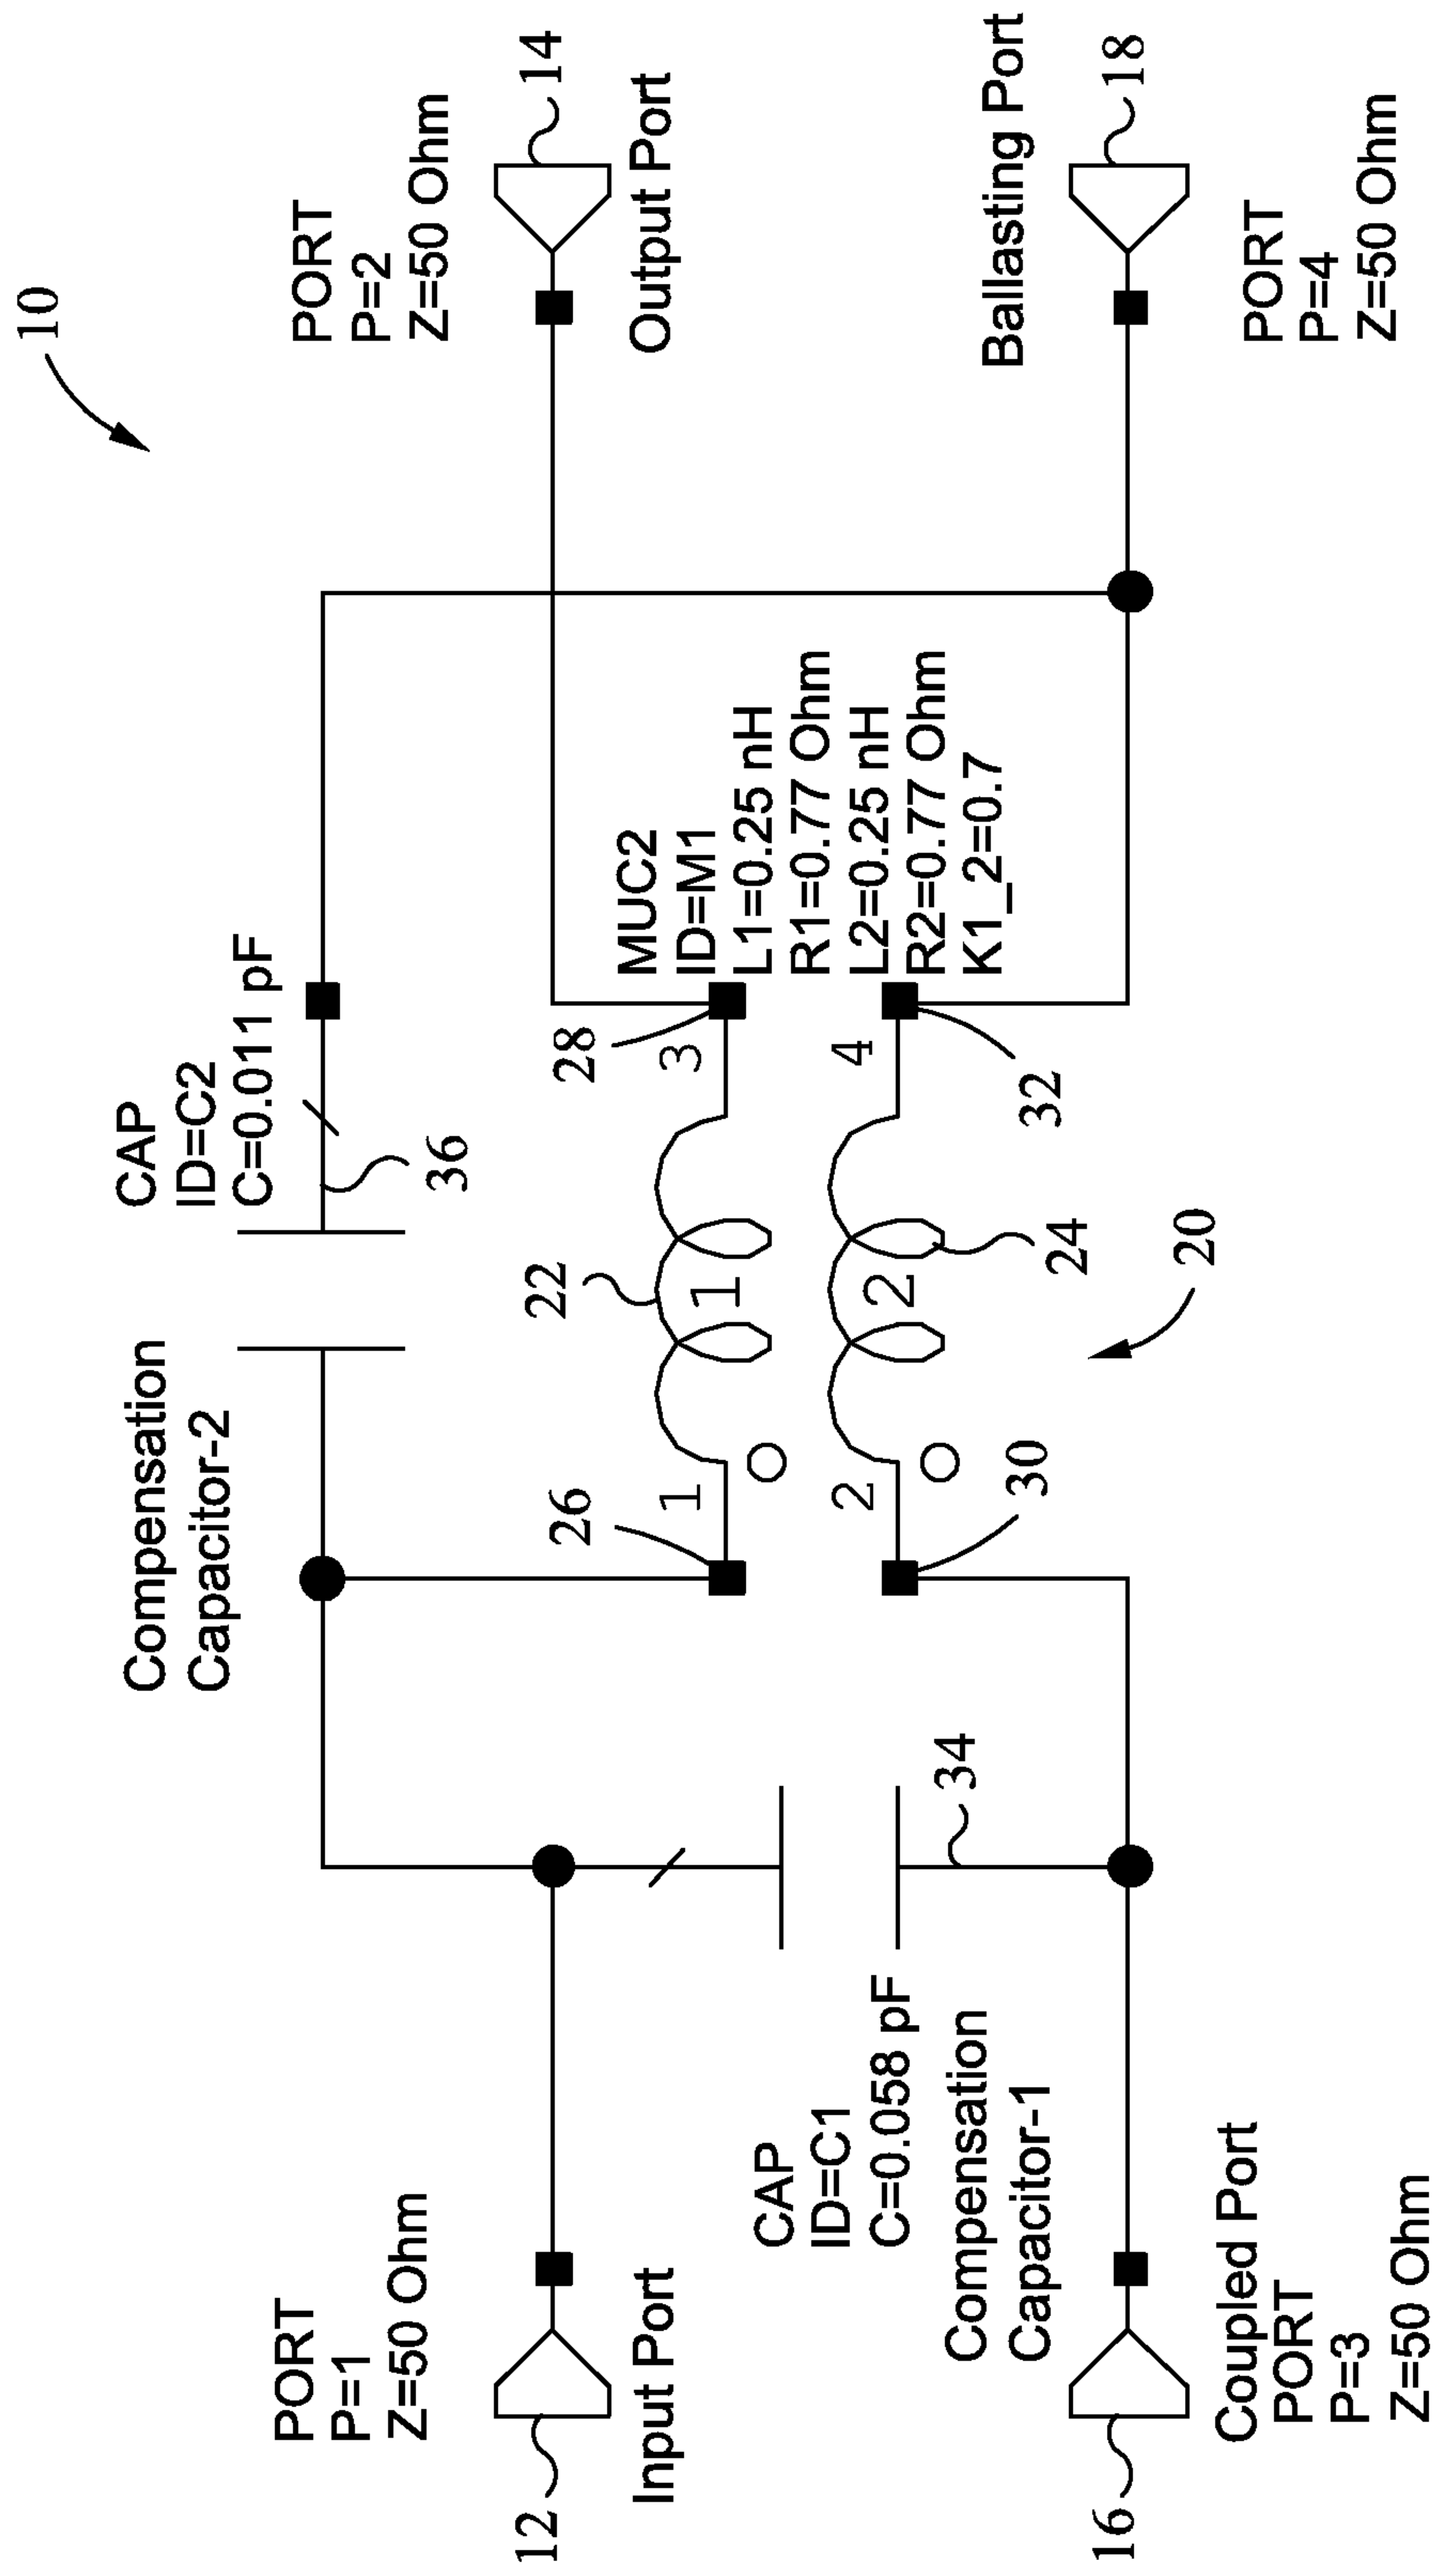 10
CAP
ID=C2
C=0.011 pF
Compensation
Capacitor-2
36
PORT
P=1
Z=50 Ohm
12
Input Port
PORT
P=2
Z=50 Ohm
14
Output Port
22
26
28
1
1
3
MUC2
ID=M1
L1=0.25 nH
R1=0.77 Ohm
L2=0.25 nH
R2=0.77 Ohm
K1_2=0.7
2
2
4
30
24
32
20
CAP
ID=C1
C=0.058 pF
Compensation
Capacitor-1
34
16
Coupled Port
PORT
P=3
Z=50 Ohm
Ballasting Port
18
PORT
P=4
Z=50 Ohm